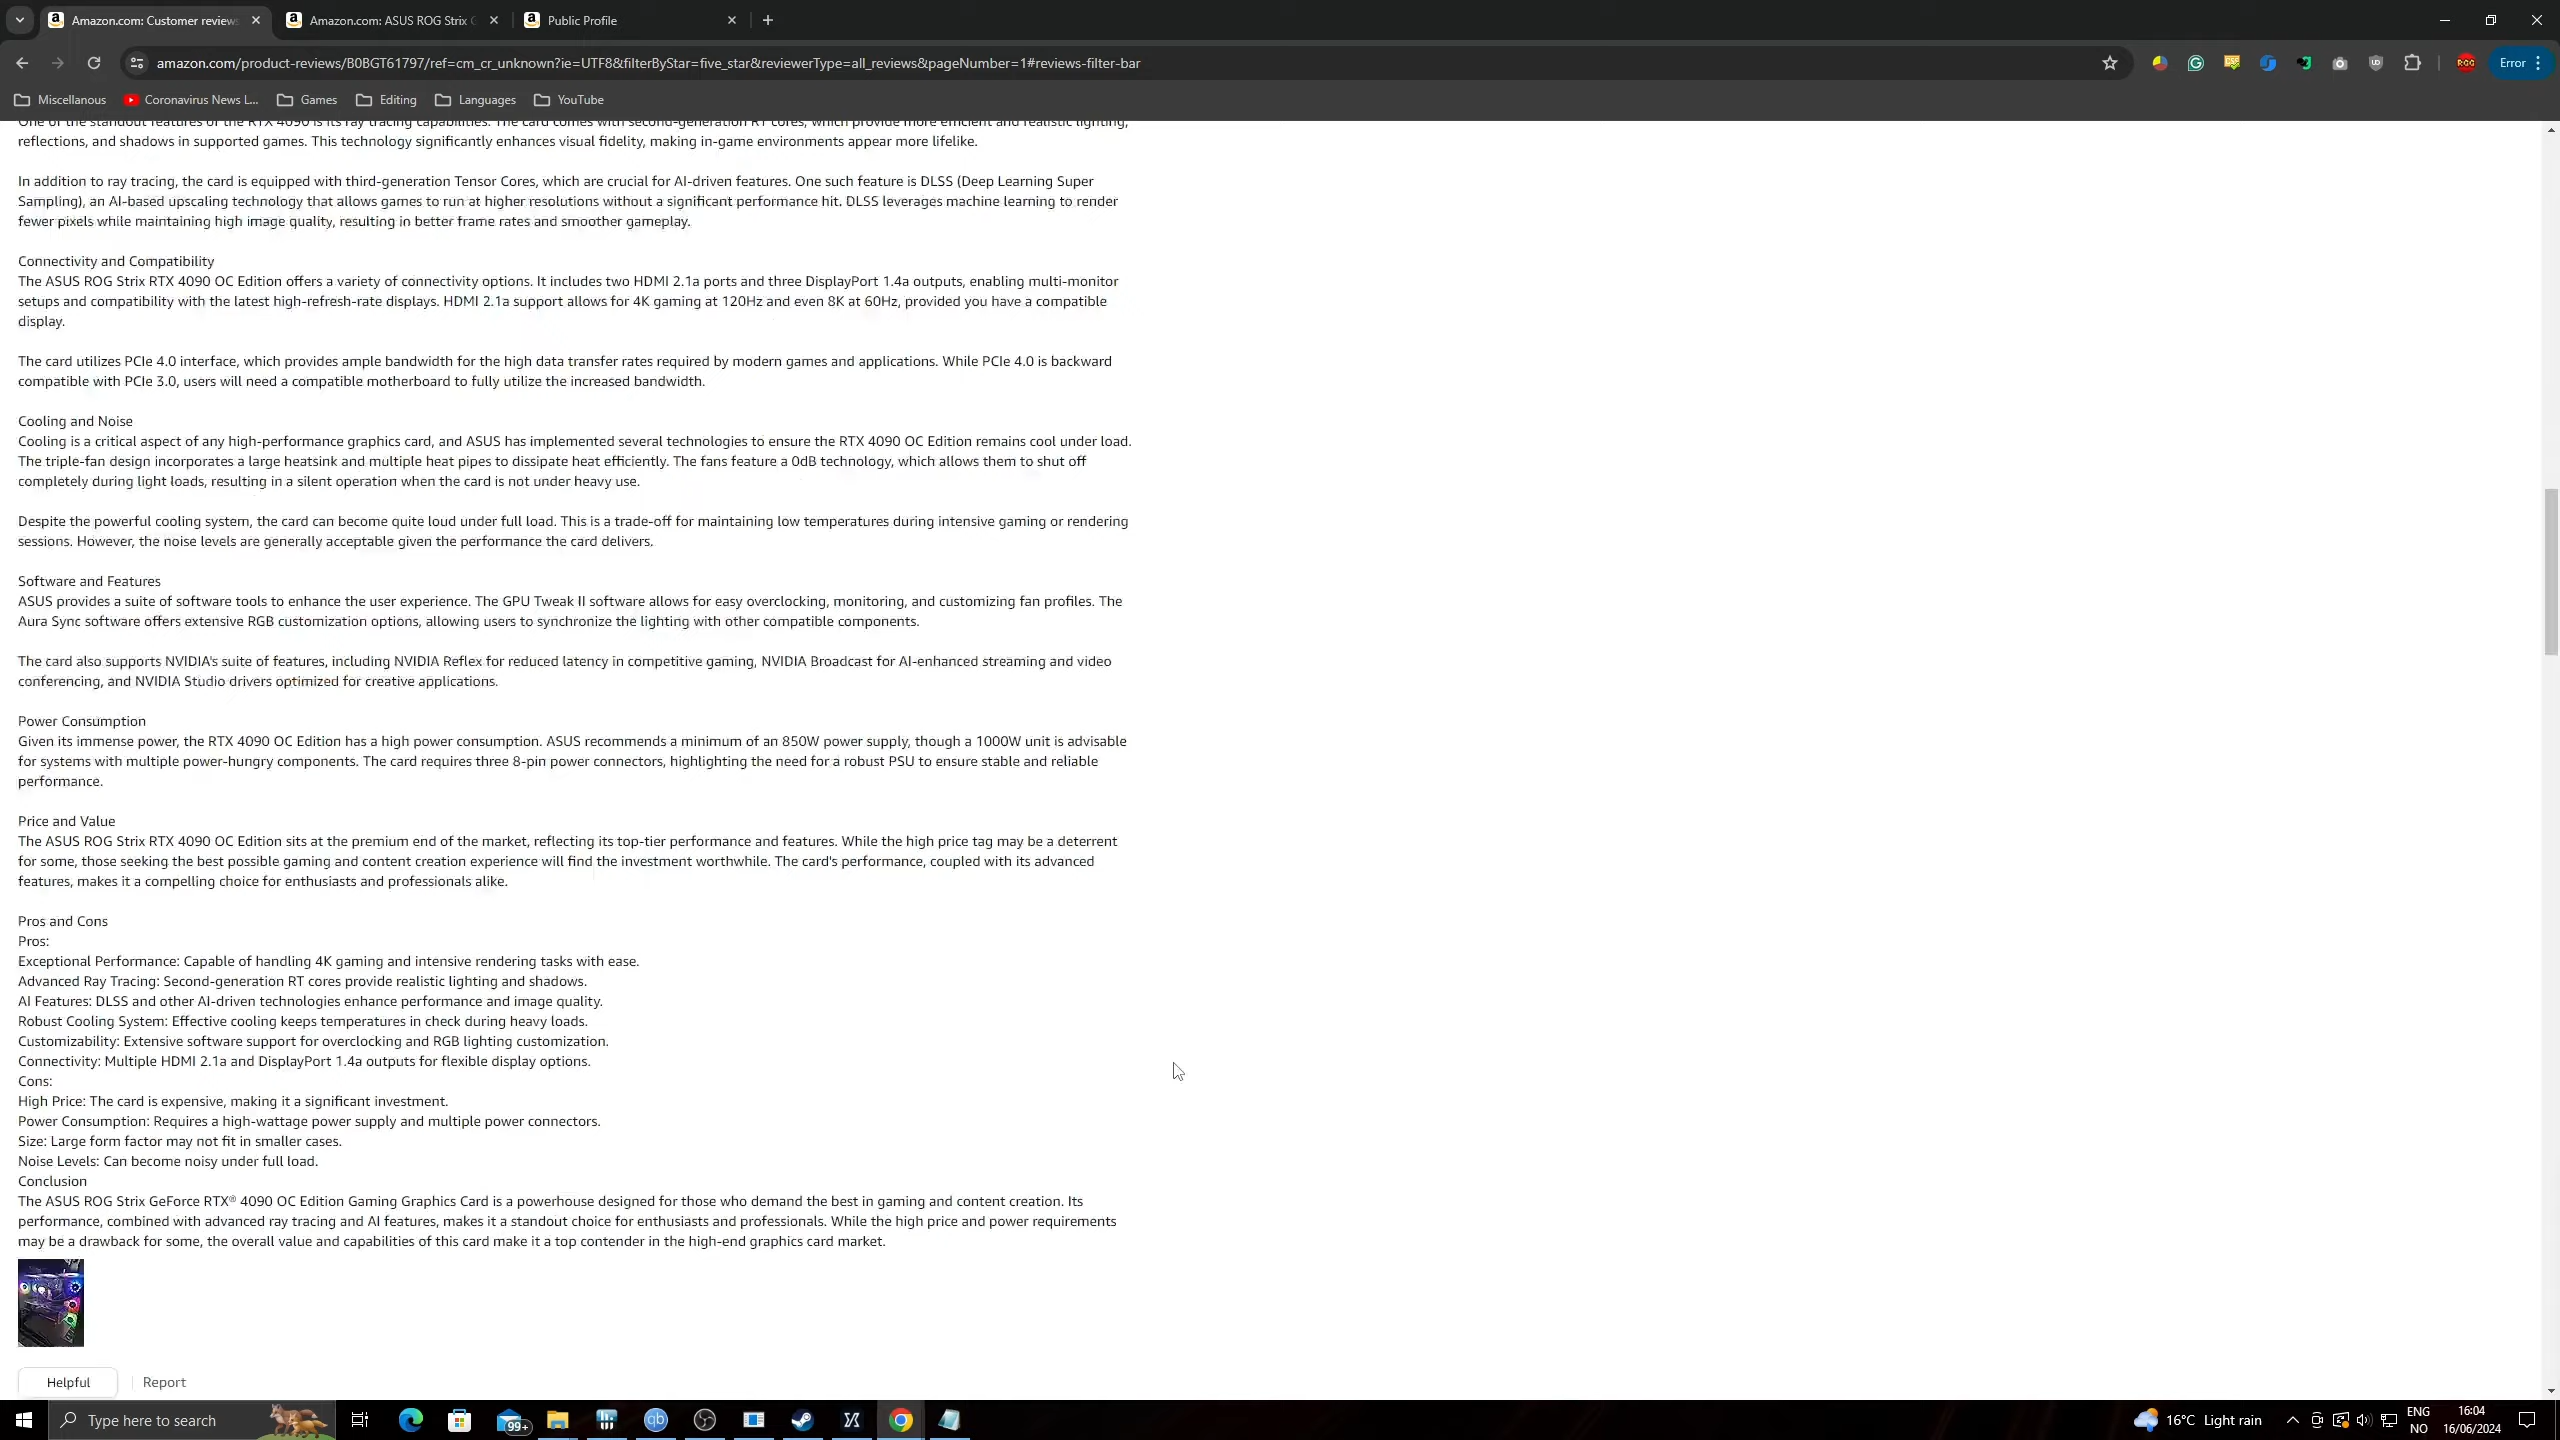 Amazon.com: Customer reviews
Amazon.com: ASUS ROG Strix G
Public Profile
amazon.com/product-reviews/B0BGT61797/ref=cm_cr_unknown?ie=UTF8&filterByStar=five_star&reviewerType=all_reviews&pageNumber=1#reviews-filter-bar
Error
Miscellanous
Coronavirus News L...
Games
Editing
Languages
YouTube
One of the standout features of the RTX 4090 is its ray tracing capabilities. The card comes with second-generation RT cores, which provide more efficient and realistic lighting,
reflections, and shadows in supported games. This technology significantly enhances visual fidelity, making in-game environments appear more lifelike.
In addition to ray tracing, the card is equipped with third-generation Tensor Cores, which are crucial for AI-driven features. One such feature is DLSS (Deep Learning Super
Sampling), an AI-based upscaling technology that allows games to run at higher resolutions without a significant performance hit. DLSS leverages machine learning to render
fewer pixels while maintaining high image quality, resulting in better frame rates and smoother gameplay.
Connectivity and Compatibility
The ASUS ROG Strix RTX 4090 OC Edition offers a variety of connectivity options. It includes two HDMI 2.1a ports and three DisplayPort 1.4a outputs, enabling multi-monitor
setups and compatibility with the latest high-refresh-rate displays. HDMI 2.1a support allows for 4K gaming at 120Hz and even 8K at 60Hz, provided you have a compatible
display.
The card utilizes PCIe 4.0 interface, which provides ample bandwidth for the high data transfer rates required by modern games and applications. While PCIe 4.0 is backward
compatible with PCIe 3.0, users will need a compatible motherboard to fully utilize the increased bandwidth.
Cooling and Noise
Cooling is a critical aspect of any high-performance graphics card, and ASUS has implemented several technologies to ensure the RTX 4090 OC Edition remains cool under load.
The triple-fan design incorporates a large heatsink and multiple heat pipes to dissipate heat efficiently. The fans feature a 0dB technology, which allows them to shut off
completely during light loads, resulting in a silent operation when the card is not under heavy use.
Despite the powerful cooling system, the card can become quite loud under full load. This is a trade-off for maintaining low temperatures during intensive gaming or rendering
sessions. However, the noise levels are generally acceptable given the performance the card delivers.
Software and Features
ASUS provides a suite of software tools to enhance the user experience. The GPU Tweak II software allows for easy overclocking, monitoring, and customizing fan profiles. The
Aura Sync software offers extensive RGB customization options, allowing users to synchronize the lighting with other compatible components.
The card also supports NVIDIA's suite of features, including NVIDIA Reflex for reduced latency in competitive gaming, NVIDIA Broadcast for AI-enhanced streaming and video
conferencing, and NVIDIA Studio drivers optimized for creative applications.
Power Consumption
Given its immense power, the RTX 4090 OC Edition has a high power consumption. ASUS recommends a minimum of an 850W power supply, though a 1000W unit is advisable
for systems with multiple power-hungry components. The card requires three 8-pin power connectors, highlighting the need for a robust PSU to ensure stable and reliable
performance.
Price and Value
The ASUS ROG Strix RTX 4090 OC Edition sits at the premium end of the market, reflecting its top-tier performance and features. While the high price tag may be a deterrent
for some, those seeking the best possible gaming and content creation experience will find the investment worthwhile. The card's performance, coupled with its advanced
features, makes it a compelling choice for enthusiasts and professionals alike.
Pros and Cons
Pros:
Exceptional Performance: Capable of handling 4K gaming and intensive rendering tasks with ease.
Advanced Ray Tracing: Second-generation RT cores provide realistic lighting and shadows.
AI Features: DLSS and other AI-driven technologies enhance performance and image quality.
Robust Cooling System: Effective cooling keeps temperatures in check during heavy loads.
Customizability: Extensive software support for overclocking and RGB lighting customization.
Connectivity: Multiple HDMI 2.1a and DisplayPort 1.4a outputs for flexible display options.
Cons:
High Price: The card is expensive, making it a significant investment.
Power Consumption: Requires a high-wattage power supply and multiple power connectors.
Size: Large form factor may not fit in smaller cases.
Noise Levels: Can become noisy under full load.
Conclusion
The ASUS ROG Strix GeForce RTX® 4090 OC Edition Gaming Graphics Card is a powerhouse designed for those who demand the best in gaming and content creation. Its
performance, combined with advanced ray tracing and AI features, makes it a standout choice for enthusiasts and professionals. While the high price and power requirements
may be a drawback for some, the overall value and capabilities of this card make it a top contender in the high-end graphics card market.
Helpful
Report
Type here to search
99+
qb
16°C Light rain
ENG
NO
16:04
16/06/2024